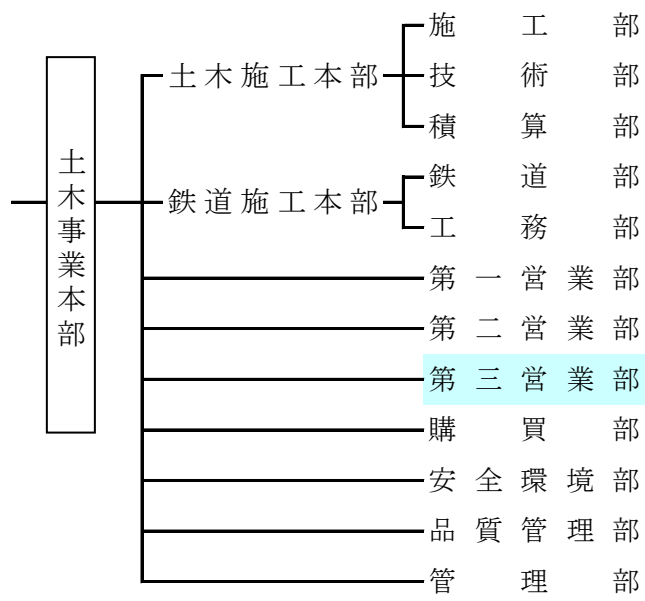 土木事業本部
土木施工本部
施工部
技術部
積算部
鉄道施工本部
鉄道部
工務部
第一営業部
第二営業部
第三営業部
購買部
安全環境部
品質管理部
管理部